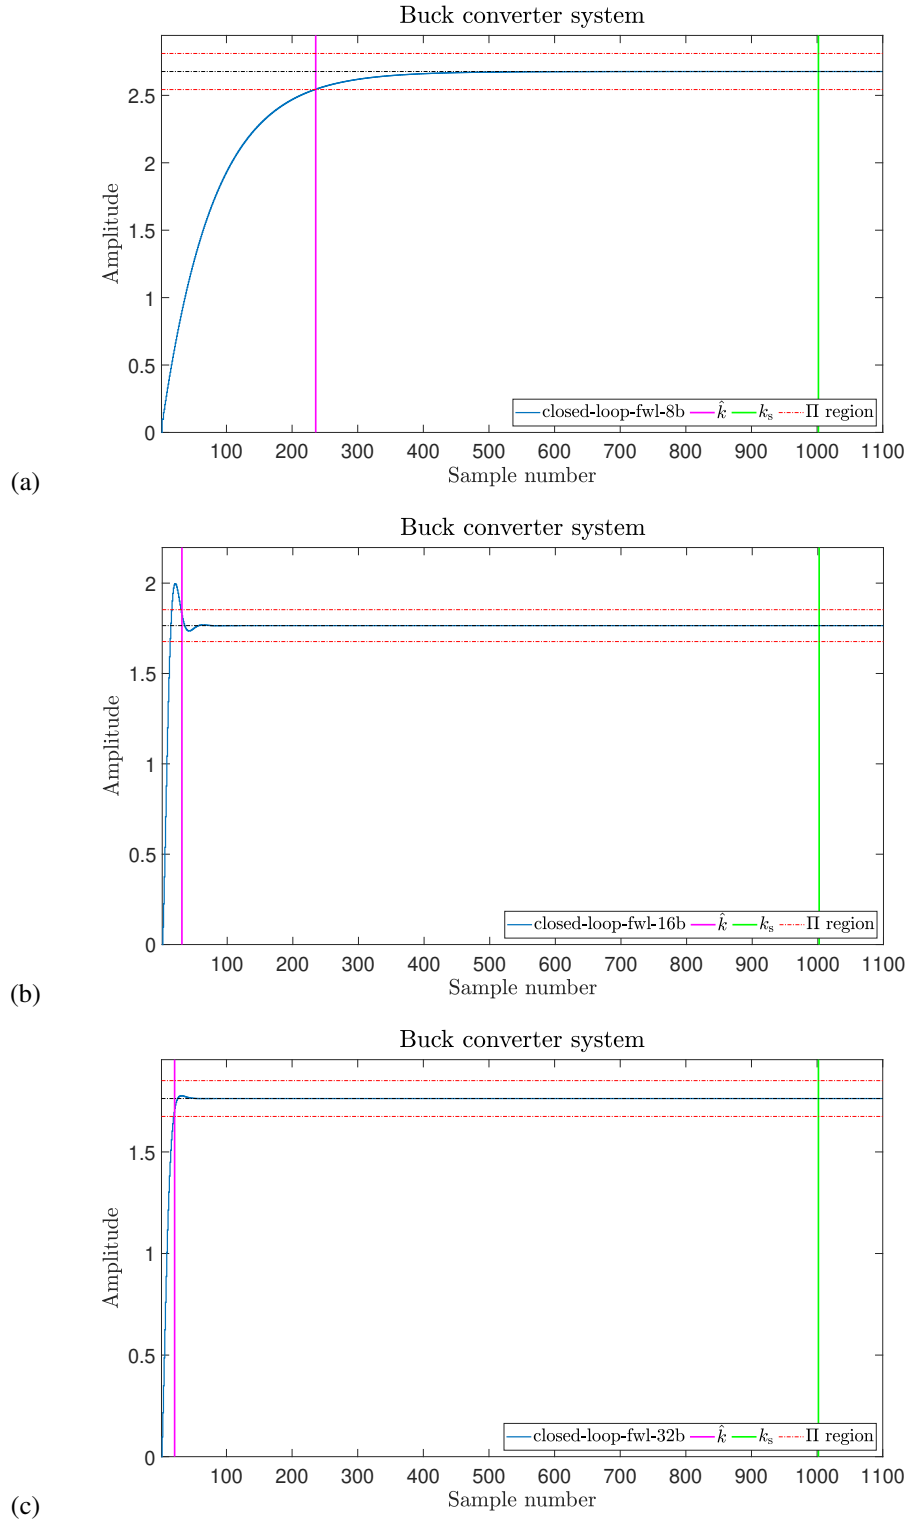 Buck converter system
2.5
2
1.5
1
0.5
0
Amplitude
closed-loop-fwl-8b k̂ kₛ Π region
100 200 300 400 500 600 700 800 900 1000 1100
Sample number
(a)
Buck converter system
2
1.5
1
0.5
0
Amplitude
closed-loop-fwl-16b k̂ kₛ Π region
100 200 300 400 500 600 700 800 900 1000 1100
Sample number
(b)
Buck converter system
1.5
1
0.5
0
Amplitude
closed-loop-fwl-32b k̂ kₛ Π region
100 200 300 400 500 600 700 800 900 1000 1100
Sample number
(c)